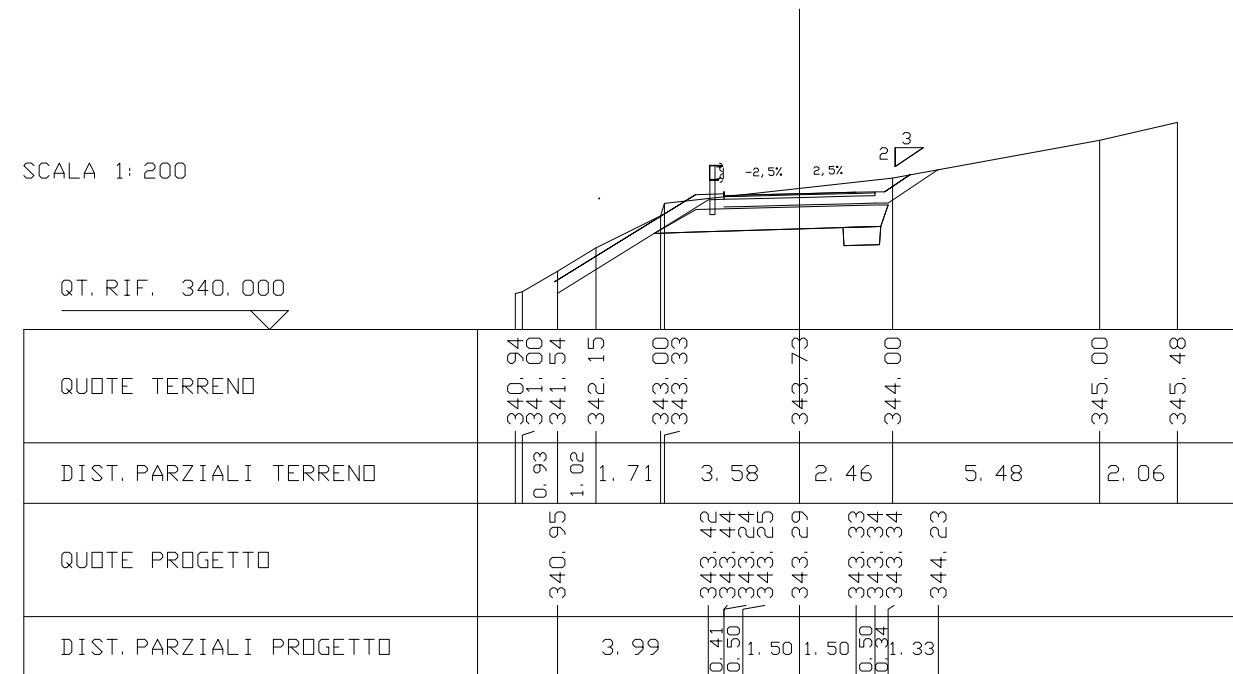 3
2
SCALA 1:200
-2,5% 2,5%
QT.RIF. 340.000
QUOTE TERRENO 340.94 341.00 341.54 342.15 343.00 343.33 343.73 344.00 345.00 345.48
DIST.PARZIALI TERRENO 0.93 1.02 1.71 3.58 2.46 5.48 2.06
QUOTE PROGETTO 340.95 343.42 343.44 343.24 343.25 343.29 343.33 343.34 343.34 344.23
DIST.PARZIALI PROGETTO 3.99 0.41 0.50 1.50 1.50 0.50 0.34 1.33